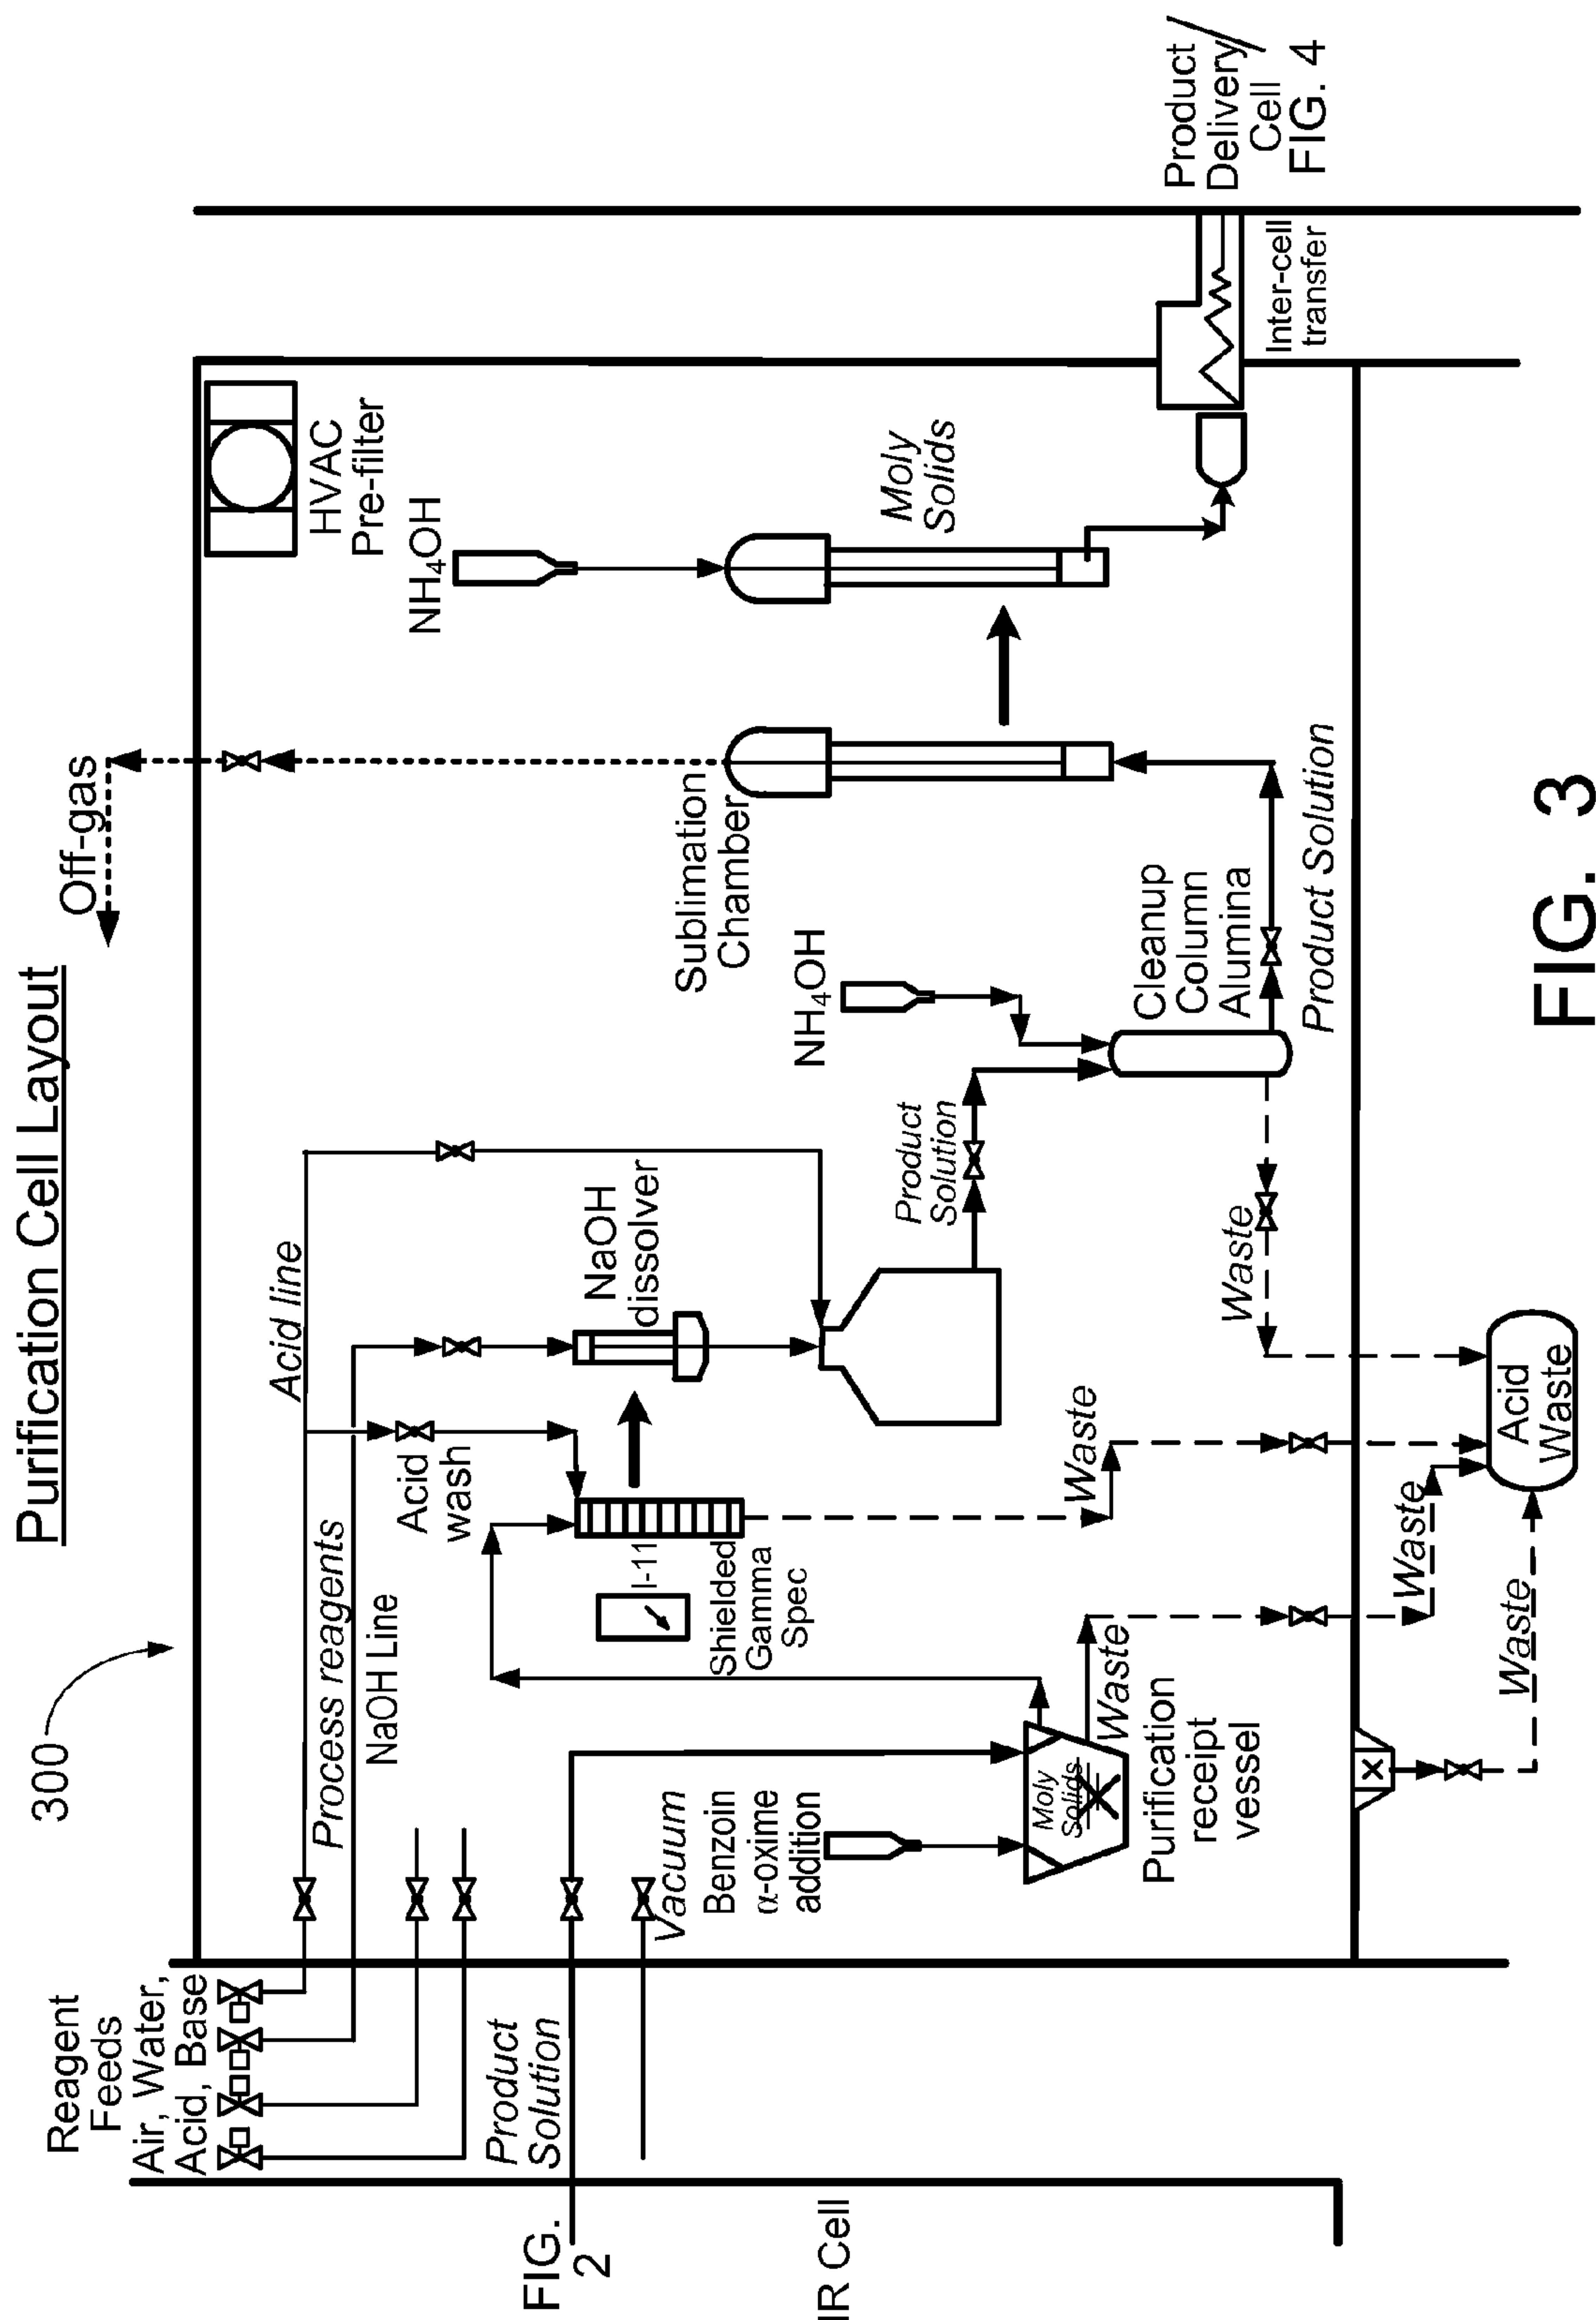 Purification Cell Layout
300
Off-gas
Reagent
Feeds
Air, Water,
Acid, Base
Acid line
Process reagents
NaOH Line
HVAC
Pre-filter
Acid
wash
NH4OH
Product
Solution
FIG.
2
IR Cell
NaOH
dissolver
I-11
Shielded
Gamma
Spec
Vacuum
Benzoin
α-oxime
addition
Sublimation
Chamber
NH4OH
Moly
Solids
Product
Solution
Moly
Solids
Waste
Purification
receipt
vessel
Waste
Cleanup
Column
Alumina
Waste
Product Solution
Inter-cell
transfer
Product
Delivery
Cell
FIG. 4
Waste
Waste
Acid
Waste
FIG. 3